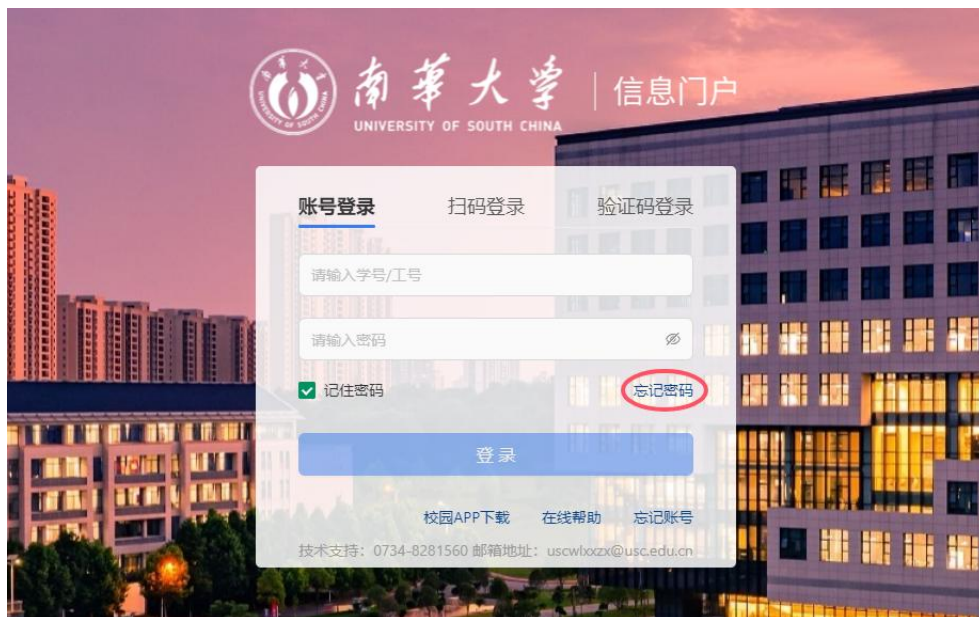 南華大学 信息门户
UNIVERSITY OF SOUTH CHINA
账号登录 扫码登录 验证码登录
请输入学号/工号
请输入密码
记住密码 忘记密码
登录
校园APP下载 在线帮助 忘记账号
技术支持：0734-8281560 邮箱地址：uscwlxxzx@usc.edu.cn